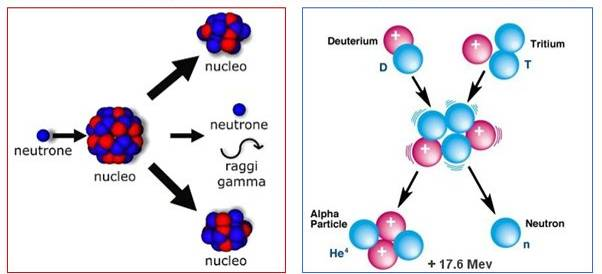 nucleo
neutrone
nucleo
neutrone
raggi
gamma
nucleo
Deuterium
D
+
+
Tritium
T
+
+
Alpha
Particle
He⁴
+
+
Neutron
n
+ 17.6 Mev